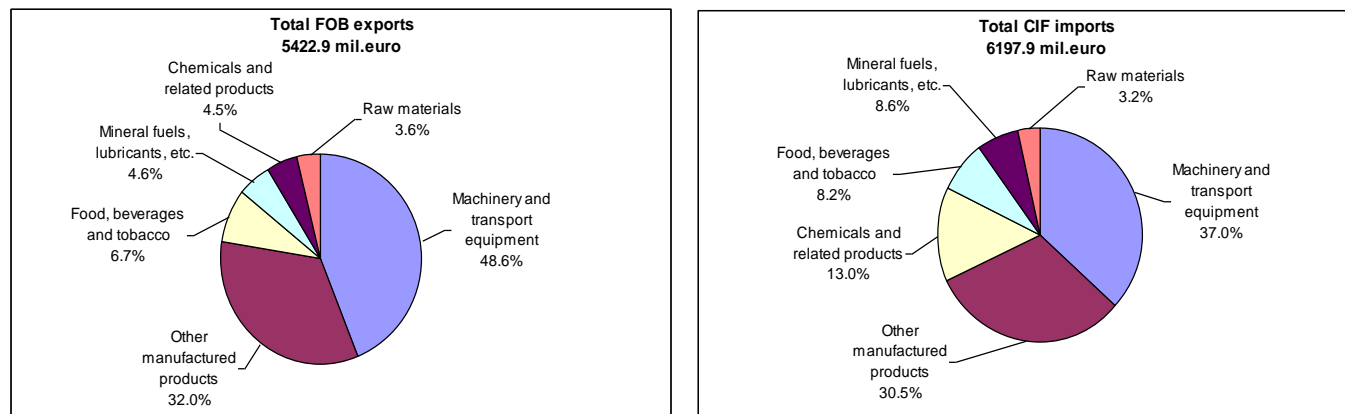 Total FOB exports
5422.9 mil.euro
Chemicals and
related products
4.5%
Raw materials
3.6%
Mineral fuels,
lubricants, etc.
4.6%
Food, beverages
and tobacco
6.7%
Machinery and
transport
equipment
48.6%
Other
manufactured
products
32.0%
Total CIF imports
6197.9 mil.euro
Mineral fuels,
lubricants, etc.
8.6%
Raw materials
3.2%
Food, beverages
and tobacco
8.2%
Machinery and
transport
equipment
37.0%
Chemicals and
related products
13.0%
Other
manufactured
products
30.5%